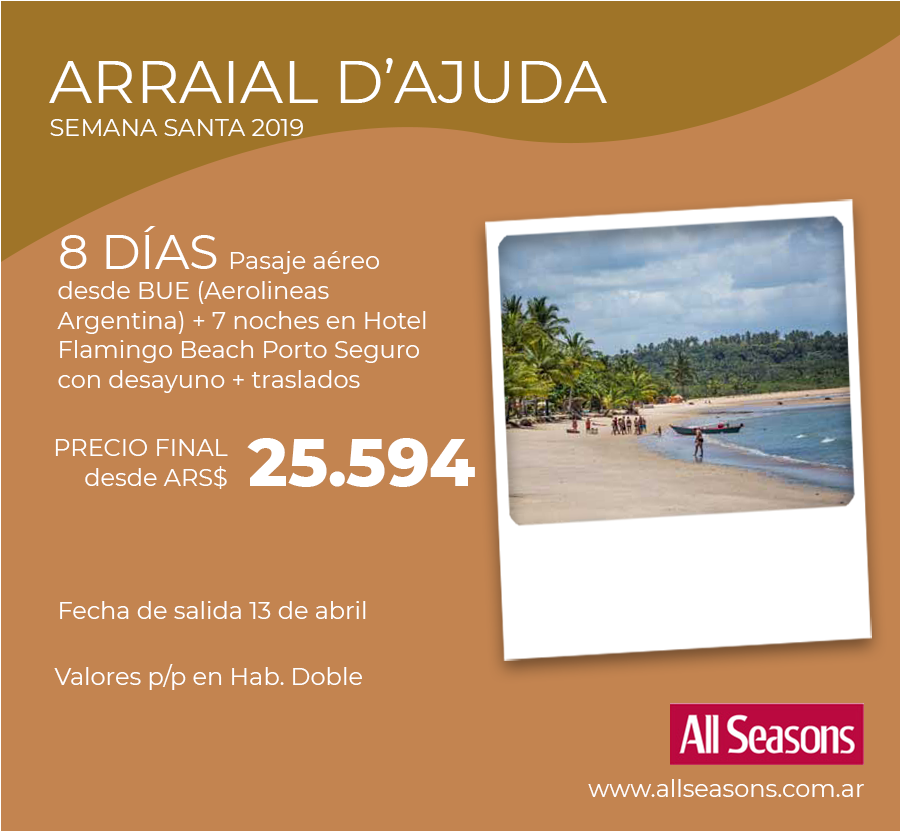 ARRAIAL D’AJUDA
SEMANA SANTA 2019
8 DÍAS Pasaje aéreo
desde BUE (Aerolineas
Argentina) + 7 noches en Hotel
Flamingo Beach Porto Seguro
con desayuno + traslados
PRECIO FINAL
desde ARS$ 25.594
Fecha de salida 13 de abril
Valores p/p en Hab. Doble
All Seasons
www.allseasons.com.ar